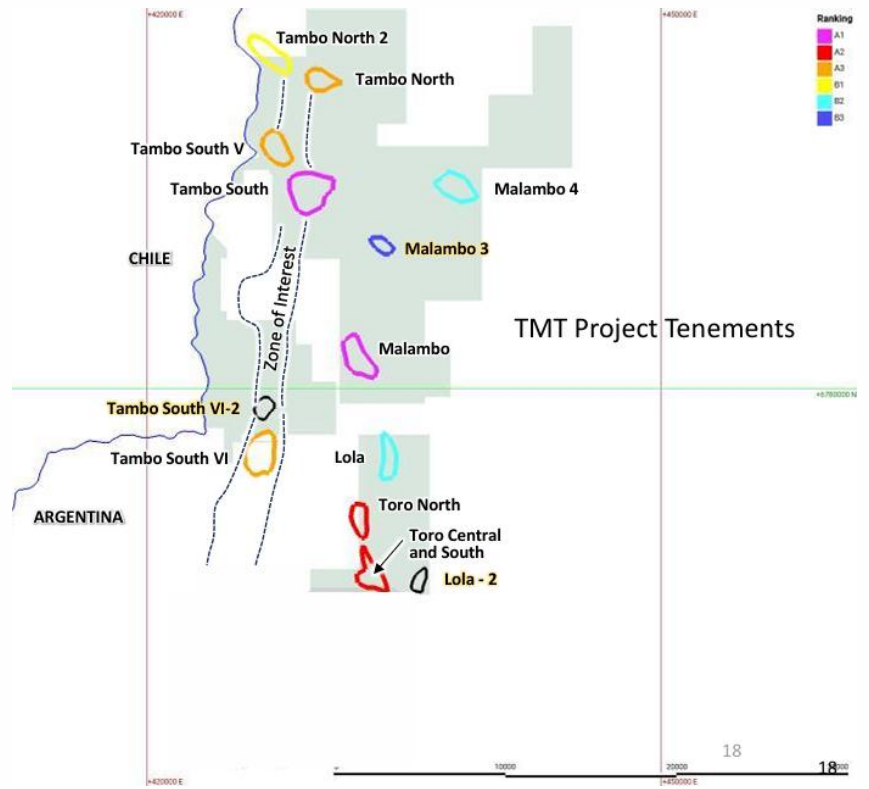 +420000 E
+450000 E
Ranking
A1
A2
A3
B1
B2
B3
Tambo North 2
Tambo North
Tambo South V
Tambo South
Malambo 4
Malambo 3
CHILE
Zone of Interest
TMT Project Tenements
Malambo
+6780000 N
Tambo South VI-2
Tambo South VI
Lola
Toro North
ARGENTINA
Toro Central
and South
Lola - 2
18
10000
20000
18
+420000 E
+450000 E